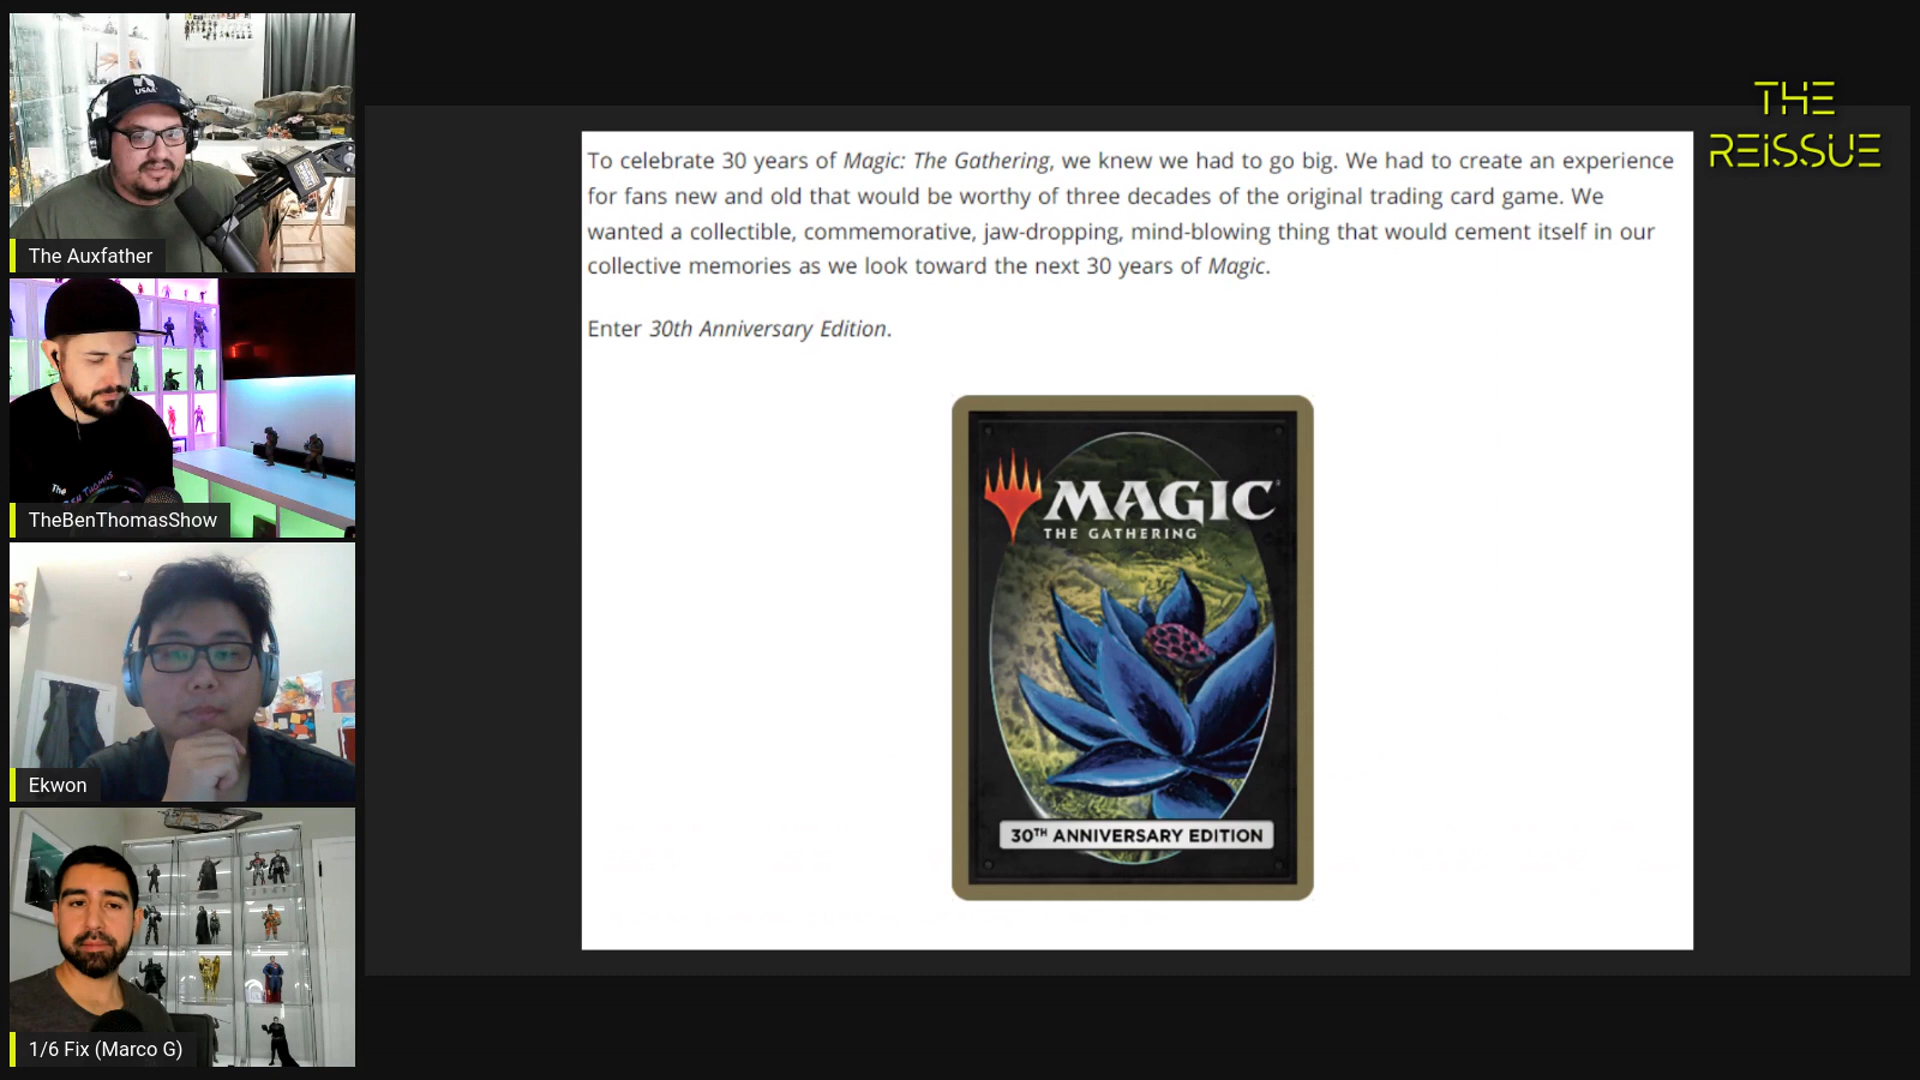 USAA
The Auxfather
The
BEN THOMAS
TheBenThomasShow
Ekwon
1/6 Fix (Marco G)
THE
REISSUE
To celebrate 30 years of Magic: The Gathering, we knew we had to go big. We had to create an experience
for fans new and old that would be worthy of three decades of the original trading card game. We
wanted a collectible, commemorative, jaw-dropping, mind-blowing thing that would cement itself in our
collective memories as we look toward the next 30 years of Magic.
Enter 30th Anniversary Edition.
MAGIC
THE GATHERING
30TH ANNIVERSARY EDITION